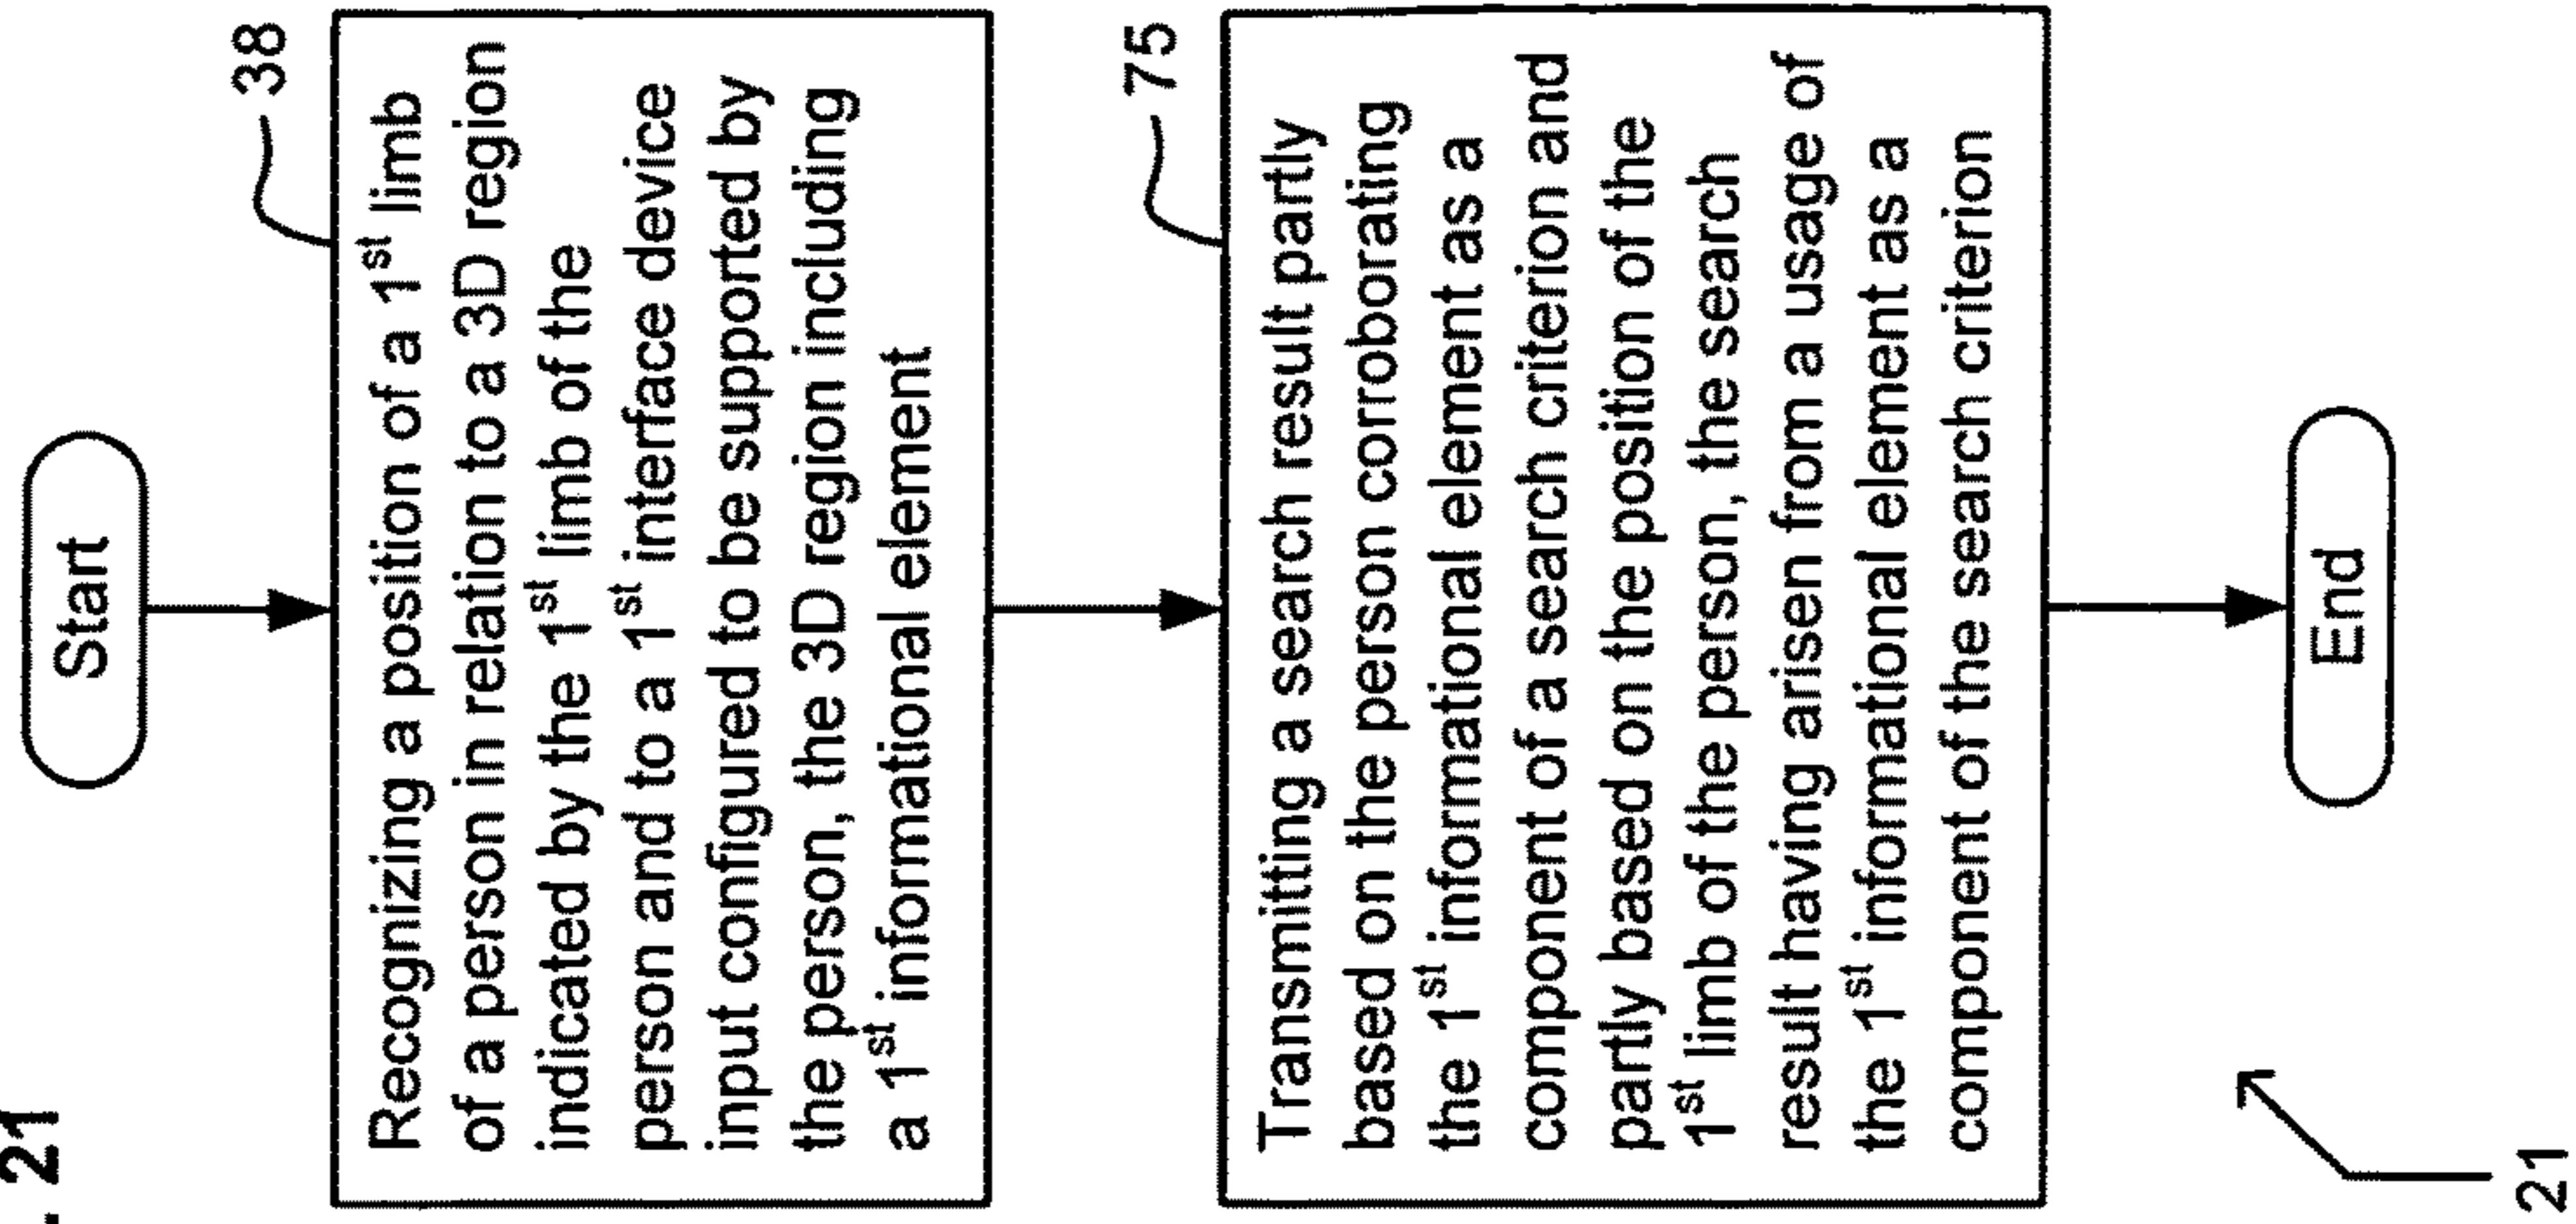 . 21
Start
38
Recognizing a position of a 1st limb
of a person in relation to a 3D region
indicated by the 1st limb of the
person and to a 1st interface device
input configured to be supported by
the person, the 3D region including
a 1st informational element
75
Transmitting a search result partly
based on the person corroborating
the 1st informational element as a
component of a search criterion and
partly based on the position of the
1st limb of the person, the search
result having arisen from a usage of
the 1st informational element as a
component of the search criterion
End
21